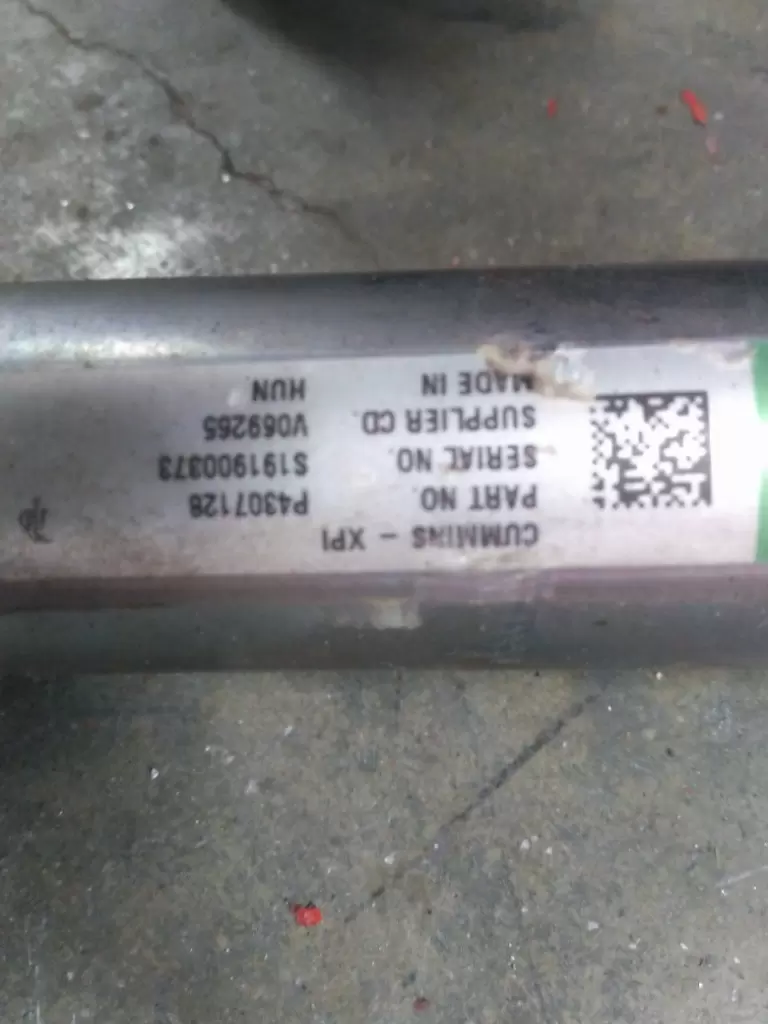 CUMMINS - XPI
PART NO. P4307128
SERIAL NO. S191900373
SUPPLIER CD. V069265
MADE IN HUN